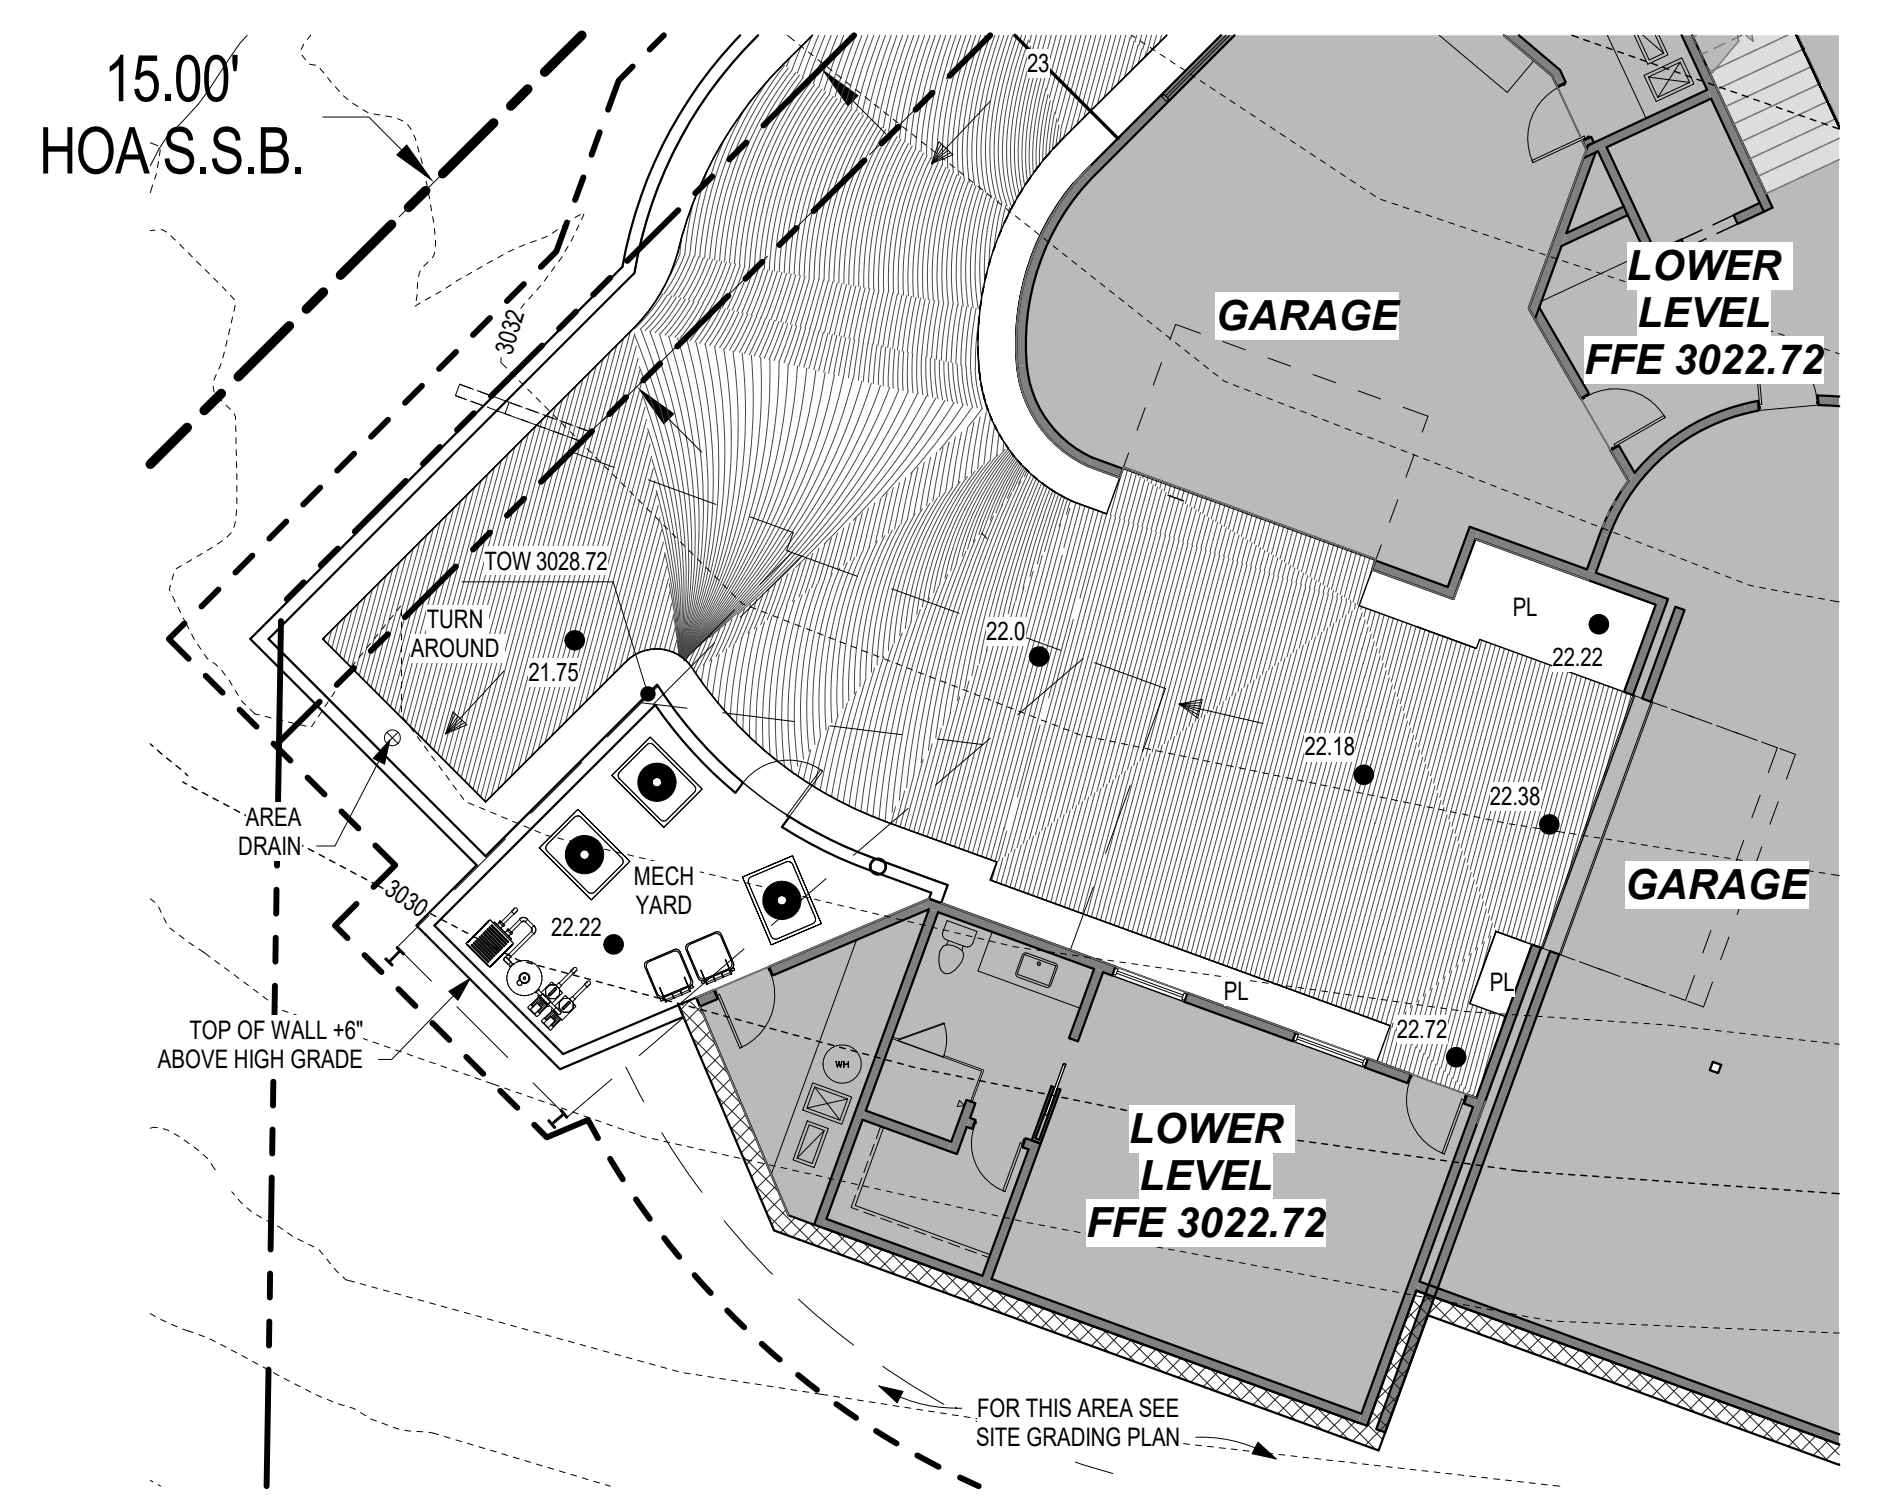 15.00'
HOA S.S.B.
23
3032
GARAGE
LOWER
LEVEL
FFE 3022.72
TOW 3028.72
TURN
AROUND
21.75
22.0
PL
22.22
22.18
22.38
AREA
DRAIN
3030
MECH
YARD
22.22
GARAGE
PL
PL
22.72
TOP OF WALL +6"
ABOVE HIGH GRADE
WH
LOWER
LEVEL
FFE 3022.72
FOR THIS AREA SEE
SITE GRADING PLAN